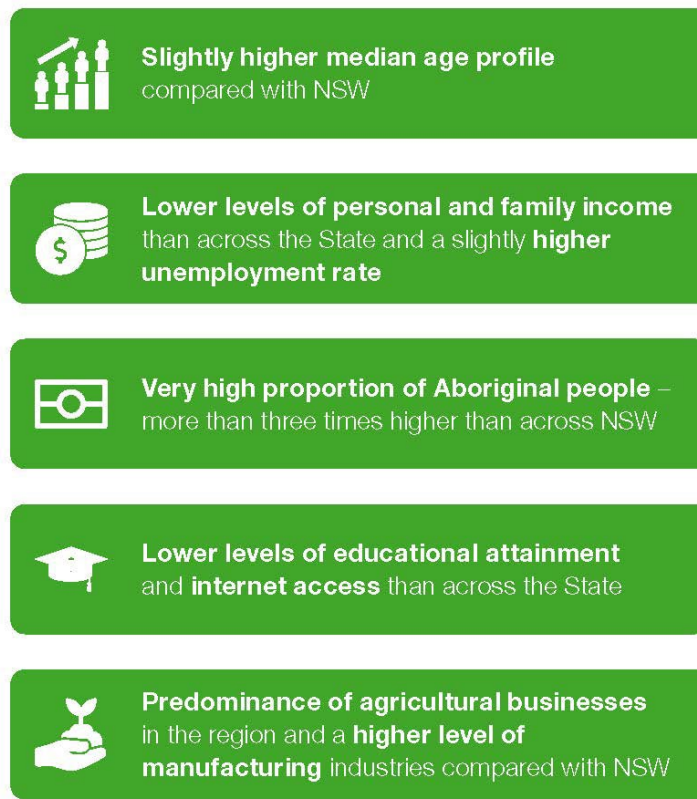 Slightly higher median age profile
compared with NSW
$
Lower levels of personal and family income
than across the State and a slightly higher
unemployment rate
Very high proportion of Aboriginal people –
more than three times higher than across NSW
Lower levels of educational attainment
and internet access than across the State
Predominance of agricultural businesses
in the region and a higher level of
manufacturing industries compared with NSW